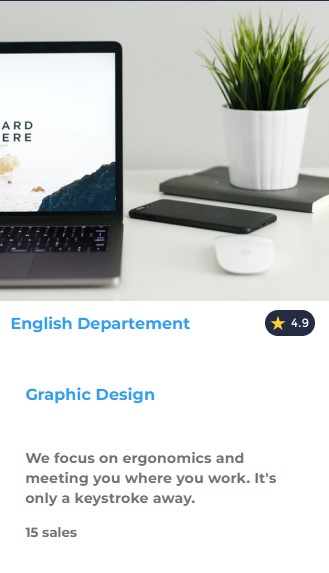 ARD
ERE
English Departement
4.9
Graphic Design
We focus on ergonomics and
meeting you where you work. It's
only a keystroke away.
15 sales